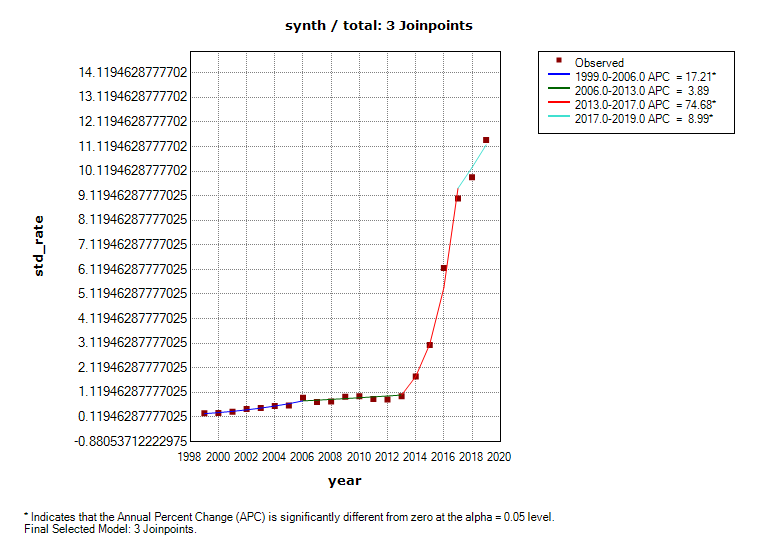 synth / total: 3 Joinpoints
Observed
1999.0-2006.0 APC = 17.21*
2006.0-2013.0 APC = 3.89
2013.0-2017.0 APC = 74.68*
2017.0-2019.0 APC = 8.99*
14.1194628777702
13.1194628777702
12.1194628777702
11.1194628777702
10.1194628777702
9.11946287777025
8.11946287777025
7.11946287777025
6.11946287777025
5.11946287777025
4.11946287777025
3.11946287777025
2.11946287777025
1.11946287777025
0.11946287777025
-0.88053712222975
std_rate
1998 2000 2002 2004 2006 2008 2010 2012 2014 2016 2018 2020
year
* Indicates that the Annual Percent Change (APC) is significantly different from zero at the alpha = 0.05 level.
Final Selected Model: 3 Joinpoints.